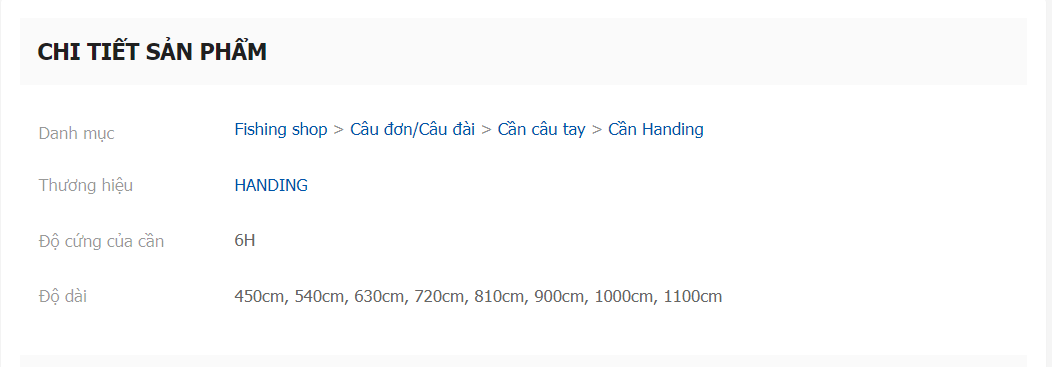 CHI TIẾT SẢN PHẨM
Danh mục Fishing shop > Câu đơn/Câu đài > Cần câu tay > Cần Handing
Thương hiệu HANDING
Độ cứng của cần 6H
Độ dài 450cm, 540cm, 630cm, 720cm, 810cm, 900cm, 1000cm, 1100cm